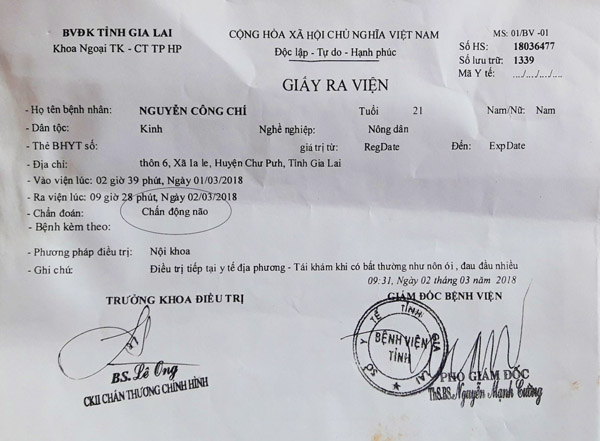 BVĐK TỈNH GIA LAI
Khoa Ngoại TK - CT TP HP
CỘNG HÒA XÃ HỘI CHỦ NGHĨA VIỆT NAM
Độc lập - Tự do - Hạnh phúc
MS: 01/BV -01
Số HS: 18036477
Số lưu trữ: 1339
Mã Y tế: ..../..../..../....
GIẤY RA VIỆN
- Họ tên bệnh nhân: NGUYỄN CÔNG CHÍ Tuổi 21 Nam/Nữ: Nam
- Dân tộc: Kinh Nghề nghiệp: Nông dân
- Thẻ BHYT số: giá trị từ: RegDate Đến: ExpDate
- Địa chỉ: thôn 6, Xã Ia le, Huyện Chư Pưh, Tỉnh Gia Lai
- Vào viện lúc: 02 giờ 39 phút, Ngày 01/03/2018
- Ra viện lúc: 09 giờ 28 phút, Ngày 02/03/2018
- Chẩn đoán: Chấn động não
- Bệnh kèm theo:
- Phương pháp điều trị: Nội khoa
- Ghi chú: Điều trị tiếp tại y tế địa phương - Tái khám khi có bất thường như nôn ói , đau đầu nhiều
09:31, Ngày 02 tháng 03 năm 2018
TRƯỞNG KHOA ĐIỀU TRỊ
GIÁM ĐỐC BỆNH VIỆN
SỞ Y TẾ TỈNH GIA LAI
BỆNH VIỆN
TỈNH
BS. Lê Ong
CKII CHẤN THƯƠNG CHỈNH HÌNH
PHÓ GIÁM ĐỐC
ThS.BS. Nguyễn Mạnh Cường